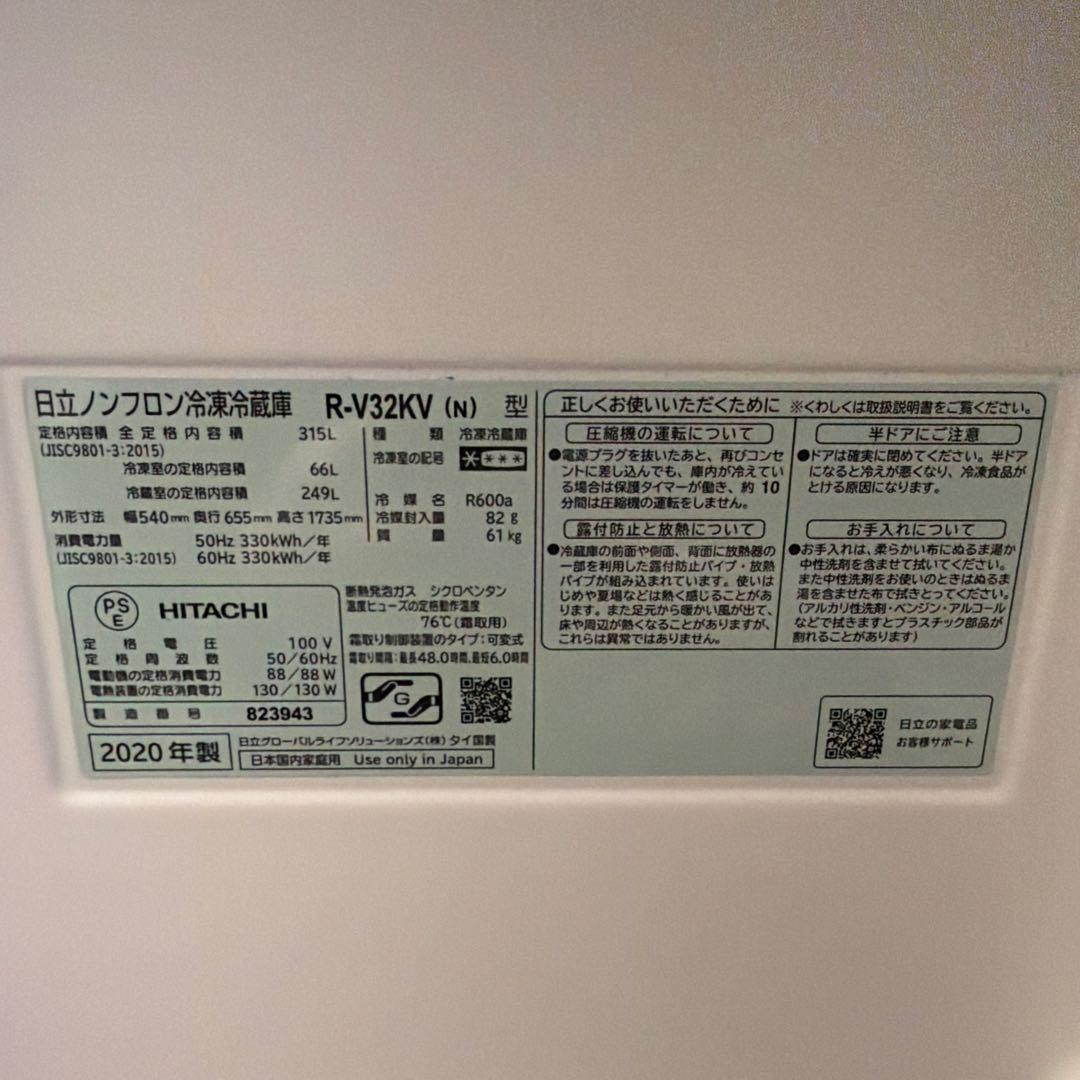 日立ノンフロン冷凍冷蔵庫 R-V32KV (N) 型
定格内容積 全定格内容積 315L
(JISC9801-3:2015)
冷凍室の定格内容積 66L
冷蔵室の定格内容積 249L
外形寸法 幅540mm 奥行655mm 高さ1735mm
消費電力量 50Hz 330kWh/年
(JISC9801-3:2015) 60Hz 330kWh/年
種類 冷凍冷蔵庫
冷凍室の記号 ****
冷媒名 R600a
冷媒封入量 82g
質量 61kg
PS
E
HITACHI
定格電圧 100V
定格周波数 50/60Hz
電動機の定格消費電力 88/88W
電熱装置の定格消費電力 130/130W
製造番号 823943
断熱発泡ガス シクロペンタン
温度ヒューズの定格動作温度
76℃(霜取用)
霜取り制御装置のタイプ:可変式
霜取り間隔:最長48.0時間、最短6.0時間
G
2020年製
日立グローバルライフソリューションズ(株) タイ国製
日本国内家庭用 Use only in Japan
正しくお使いいただくために ※くわしくは取扱説明書をご覧ください。
圧縮機の運転について
●電源プラグを抜いたあと、再びコンセ
ントに差し込んでも、庫内が冷えてい
る場合は保護タイマーが働き、約10
分間は圧縮機の運転をしません。
露付防止と放熱について
●冷蔵庫の前面や側面、背面に放熱器の
一部を利用した露付防止パイプ・放熱
パイプが組み込まれています。使いは
じめや夏場などは熱く感じることがあ
ります。また足元から暖かい風が出て、
床や周辺が熱くなることがありますが、
これらは異常ではありません。
半ドアにご注意
●ドアは確実に閉めてください。半ドア
になると冷えが悪くなり、冷凍食品が
とける原因になります。
お手入れについて
●お手入れは、柔らかい布にぬるま湯か
中性洗剤を含ませて拭いてください。
また中性洗剤をお使いのときはぬるま
湯を含ませた布で拭きとってください。
(アルカリ性洗剤・ベンジン・アルコール
などで拭きますとプラスチック部品が
割れることがあります)
日立の家電品
お客様サポート